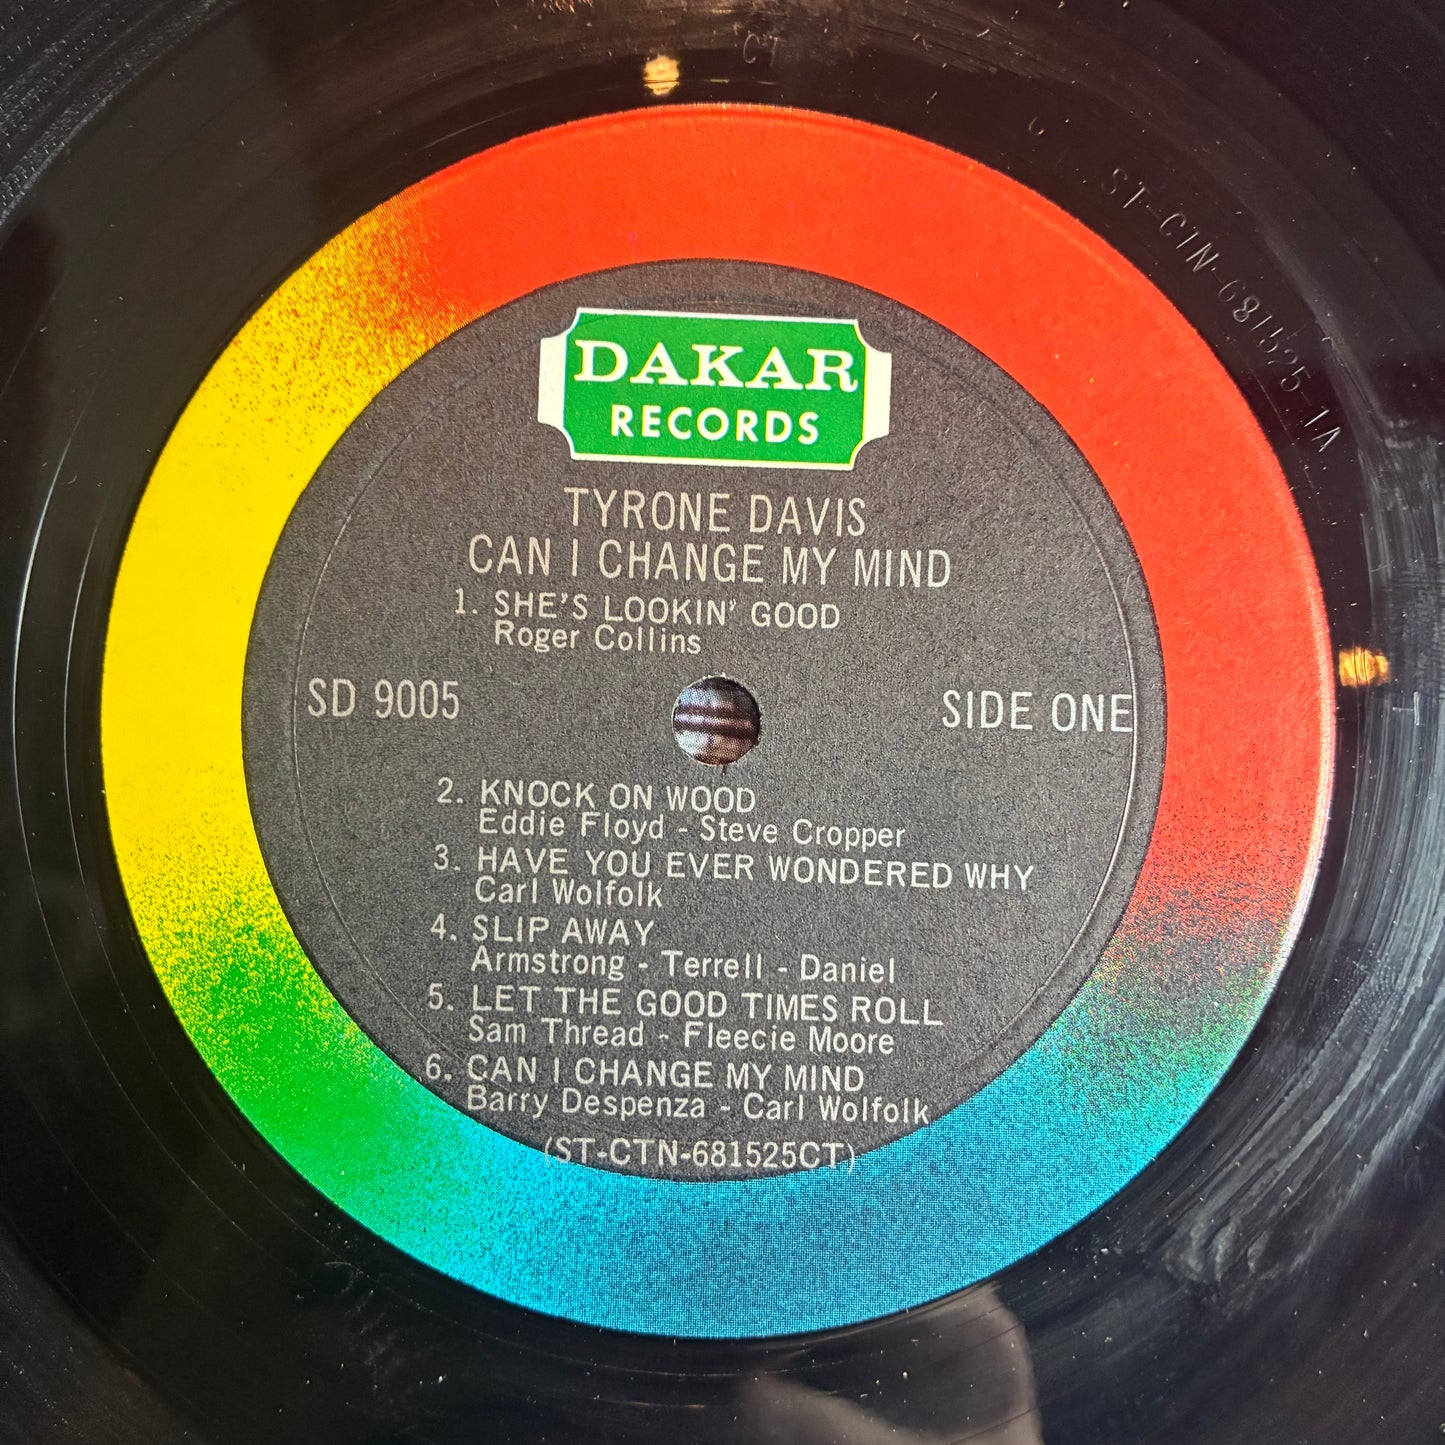 CT
ST-CTN-681525-1A
DAKAR
RECORDS
TYRONE DAVIS
CAN I CHANGE MY MIND
1. SHE'S LOOKIN' GOOD
Roger Collins
SD 9005
SIDE ONE
2. KNOCK ON WOOD
Eddie Floyd - Steve Cropper
3. HAVE YOU EVER WONDERED WHY
Carl Wolfolk
4. SLIP AWAY
Armstrong - Terrell - Daniel
5. LET THE GOOD TIMES ROLL
Sam Thread - Fleecie Moore
6. CAN I CHANGE MY MIND
Barry Despenza - Carl Wolfolk
(ST-CTN-681525CT)